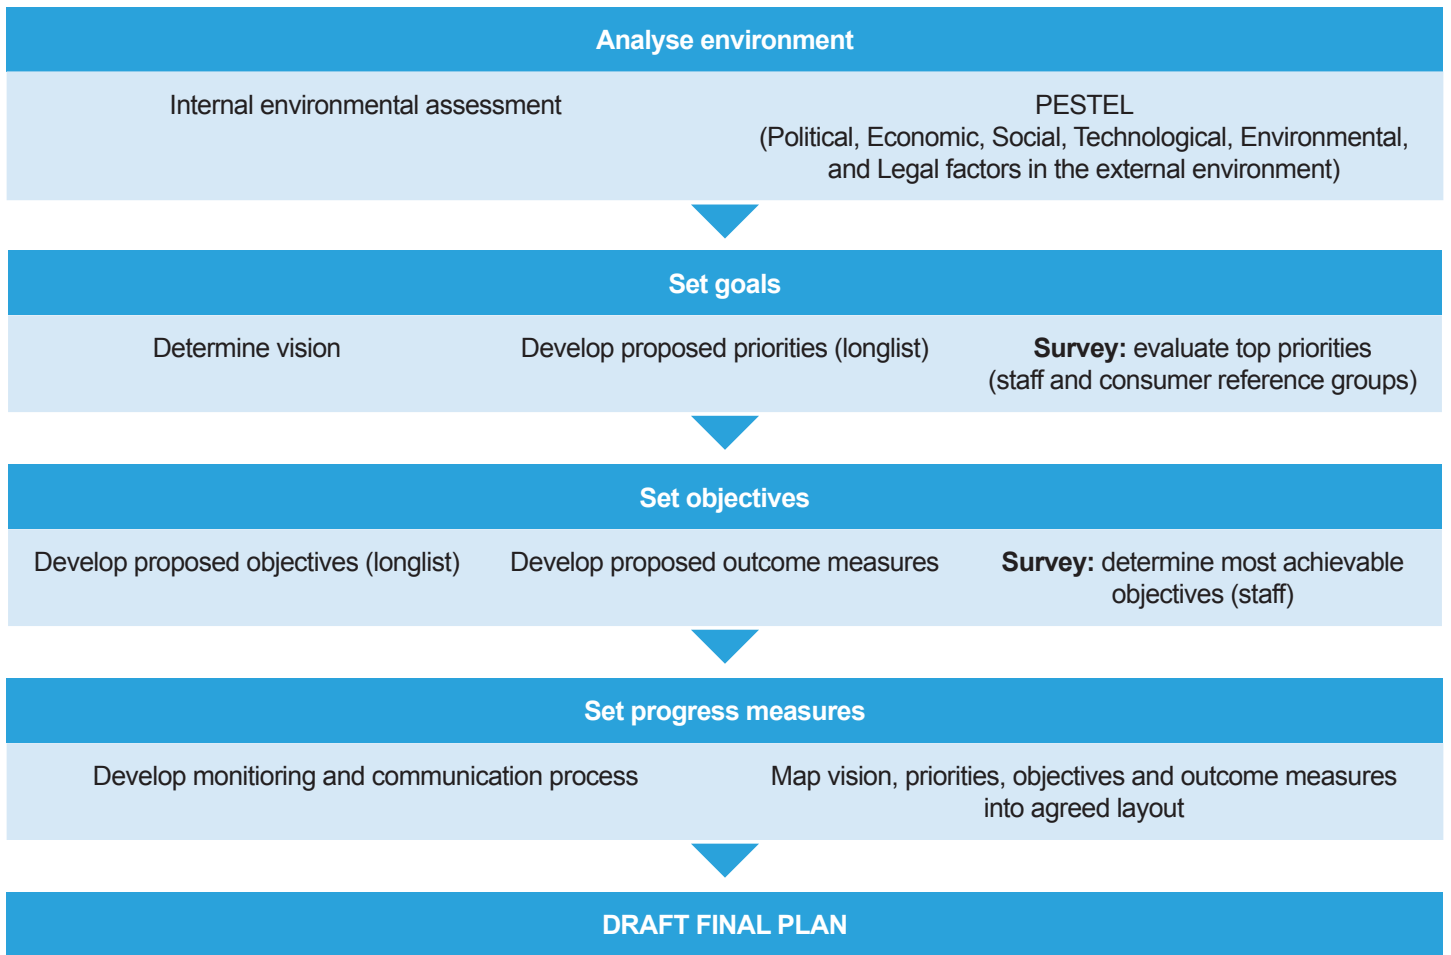 Analyse environment
Internal environmental assessment
PESTEL
(Political, Economic, Social, Technological, Environmental,
and Legal factors in the external environment)
Set goals
Determine vision
Develop proposed priorities (longlist)
Survey: evaluate top priorities
(staff and consumer reference groups)
Set objectives
Develop proposed objectives (longlist)
Develop proposed outcome measures
Survey: determine most achievable
objectives (staff)
Set progress measures
Develop monitioring and communication process
Map vision, priorities, objectives and outcome measures
into agreed layout
DRAFT FINAL PLAN